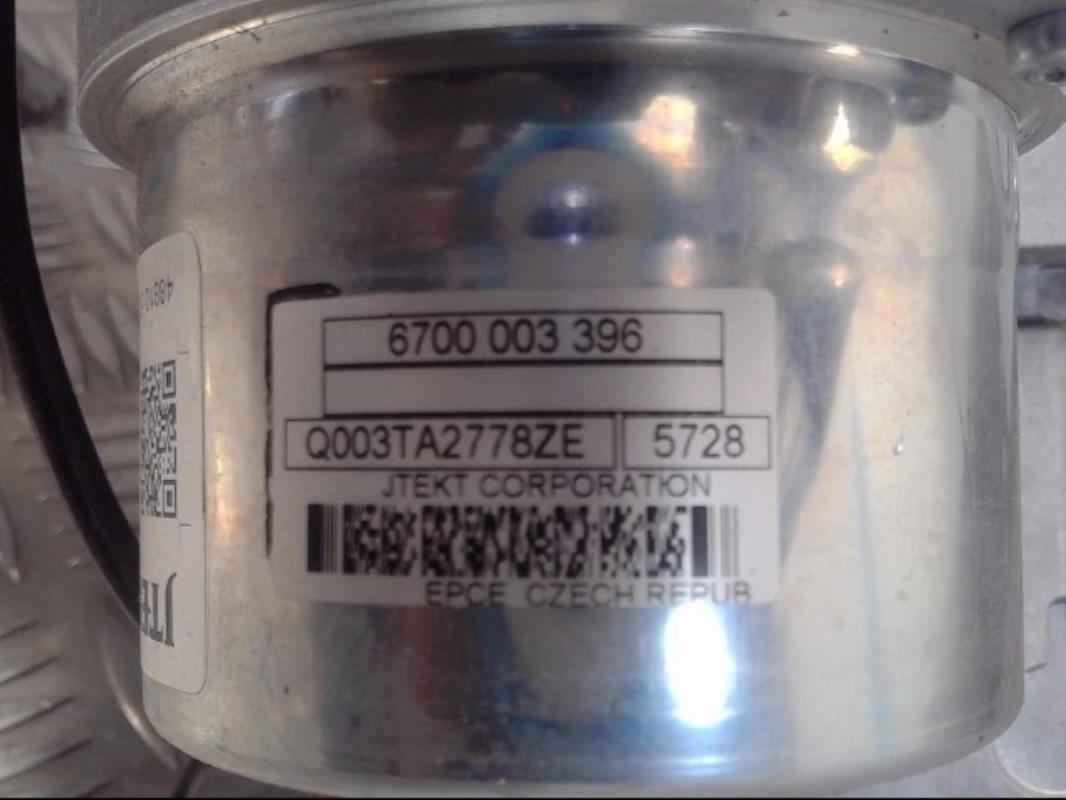 6700 003 396
Q003TA2778ZE 5728
JTEKT CORPORATION
EPCE CZECH REPUB